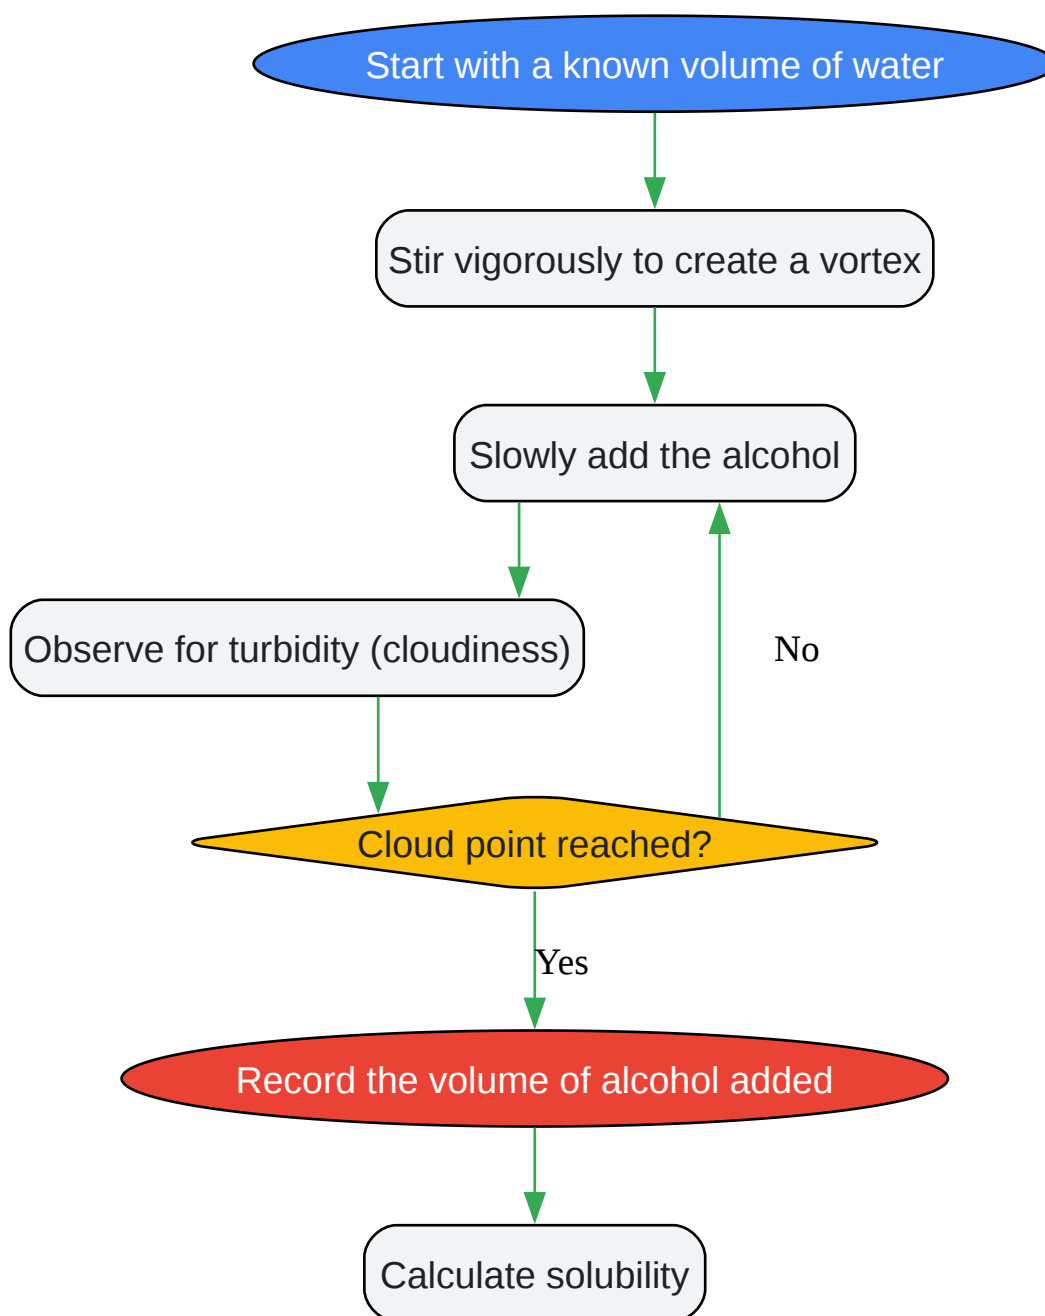 Start with a known volume of water
Stir vigorously to create a vortex
Slowly add the alcohol
Observe for turbidity (cloudiness)
No
Cloud point reached?
Yes
Record the volume of alcohol added
Calculate solubility